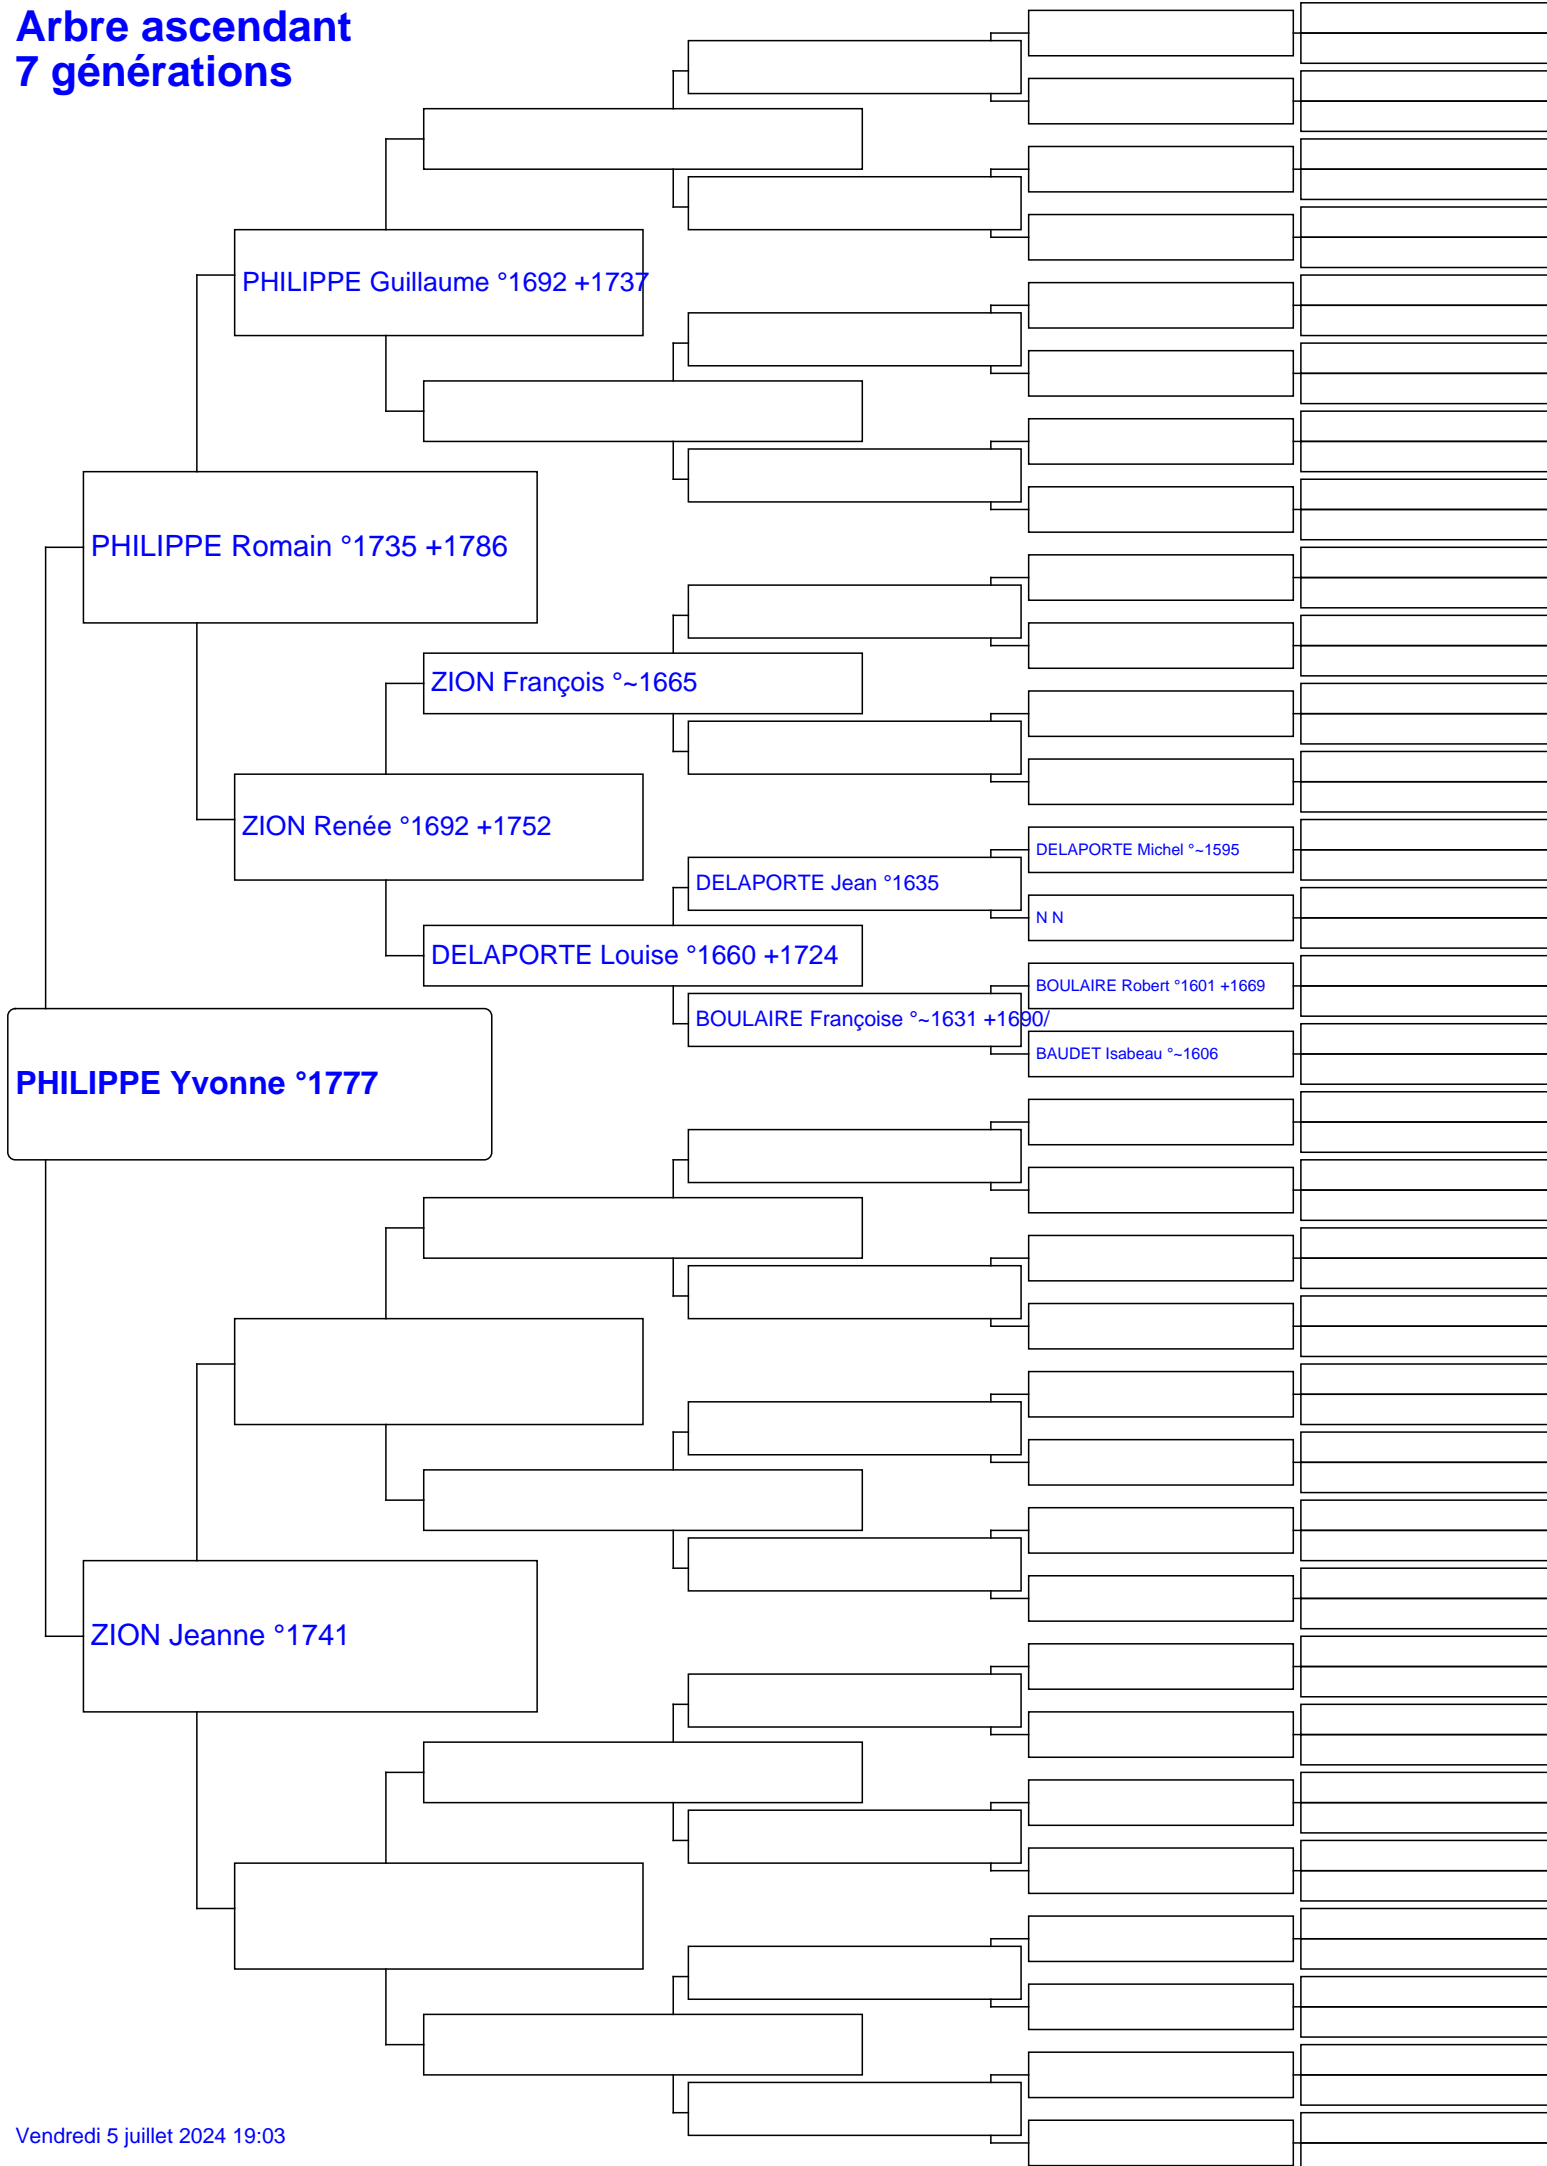 Arbre ascendant
7 générations
PHILIPPE Guillaume °1692 +1737
PHILIPPE Romain °1735 +1786
ZION François °~1665
ZION Renée °1692 +1752
DELAPORTE Michel °~1595
DELAPORTE Jean °1635
N N
DELAPORTE Louise °1660 +1724
BOULAIRE Robert °1601 +1669
BOULAIRE Françoise °~1631 +1690/
BAUDET Isabeau °~1606
PHILIPPE Yvonne °1777
ZION Jeanne °1741
Vendredi 5 juillet 2024 19:03